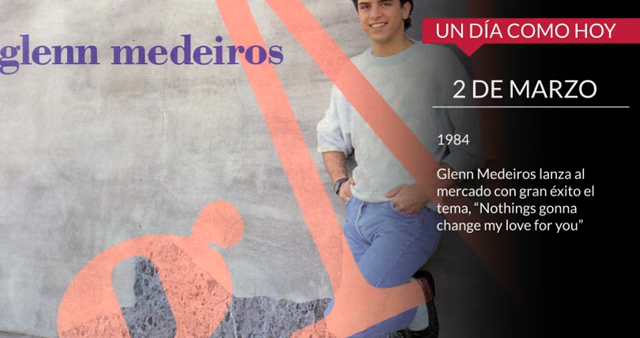 glenn medeiros
UN DÍA COMO HOY
2 DE MARZO
1984
Glenn Medeiros lanza al
mercado con gran éxito el
tema, “Nothings gonna
change my love for you”